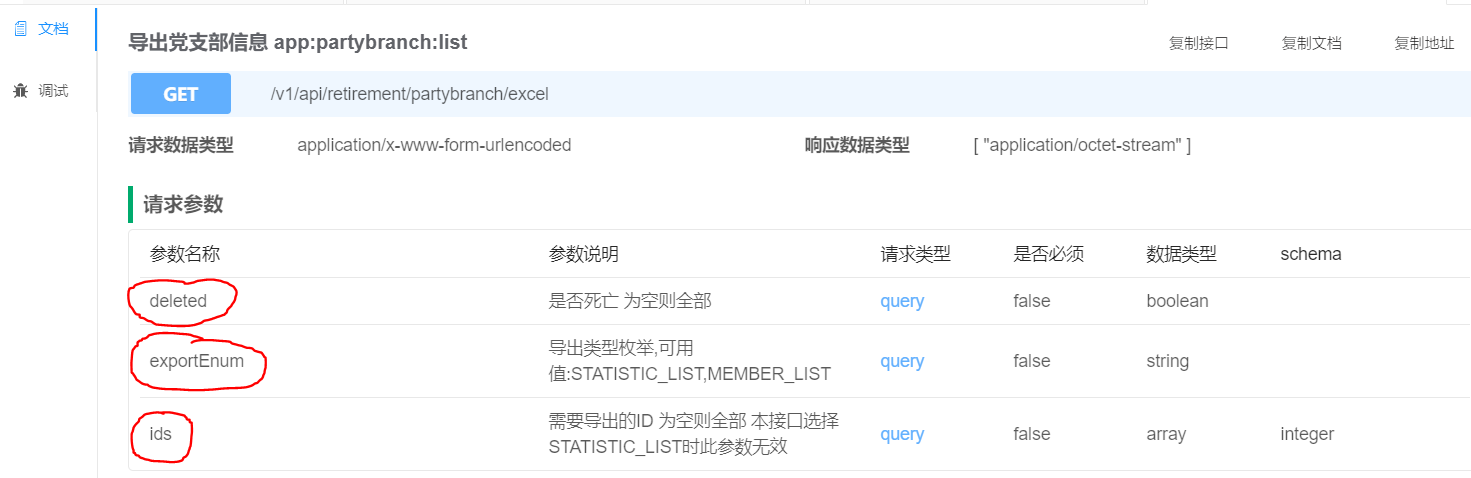 文档
导出党支部信息 app:partybranch:list
复制接口 复制文档 复制地址
调试
GET /v1/api/retirement/partybranch/excel
请求数据类型 application/x-www-form-urlencoded 响应数据类型 [ "application/octet-stream" ]
请求参数
参数名称 参数说明 请求类型 是否必须 数据类型 schema
deleted 是否死亡 为空则全部 query false boolean
exportEnum 导出类型枚举,可用
值:STATISTIC_LIST,MEMBER_LIST query false string
ids 需要导出的ID 为空则全部 本接口选择
STATISTIC_LIST时此参数无效 query false array integer